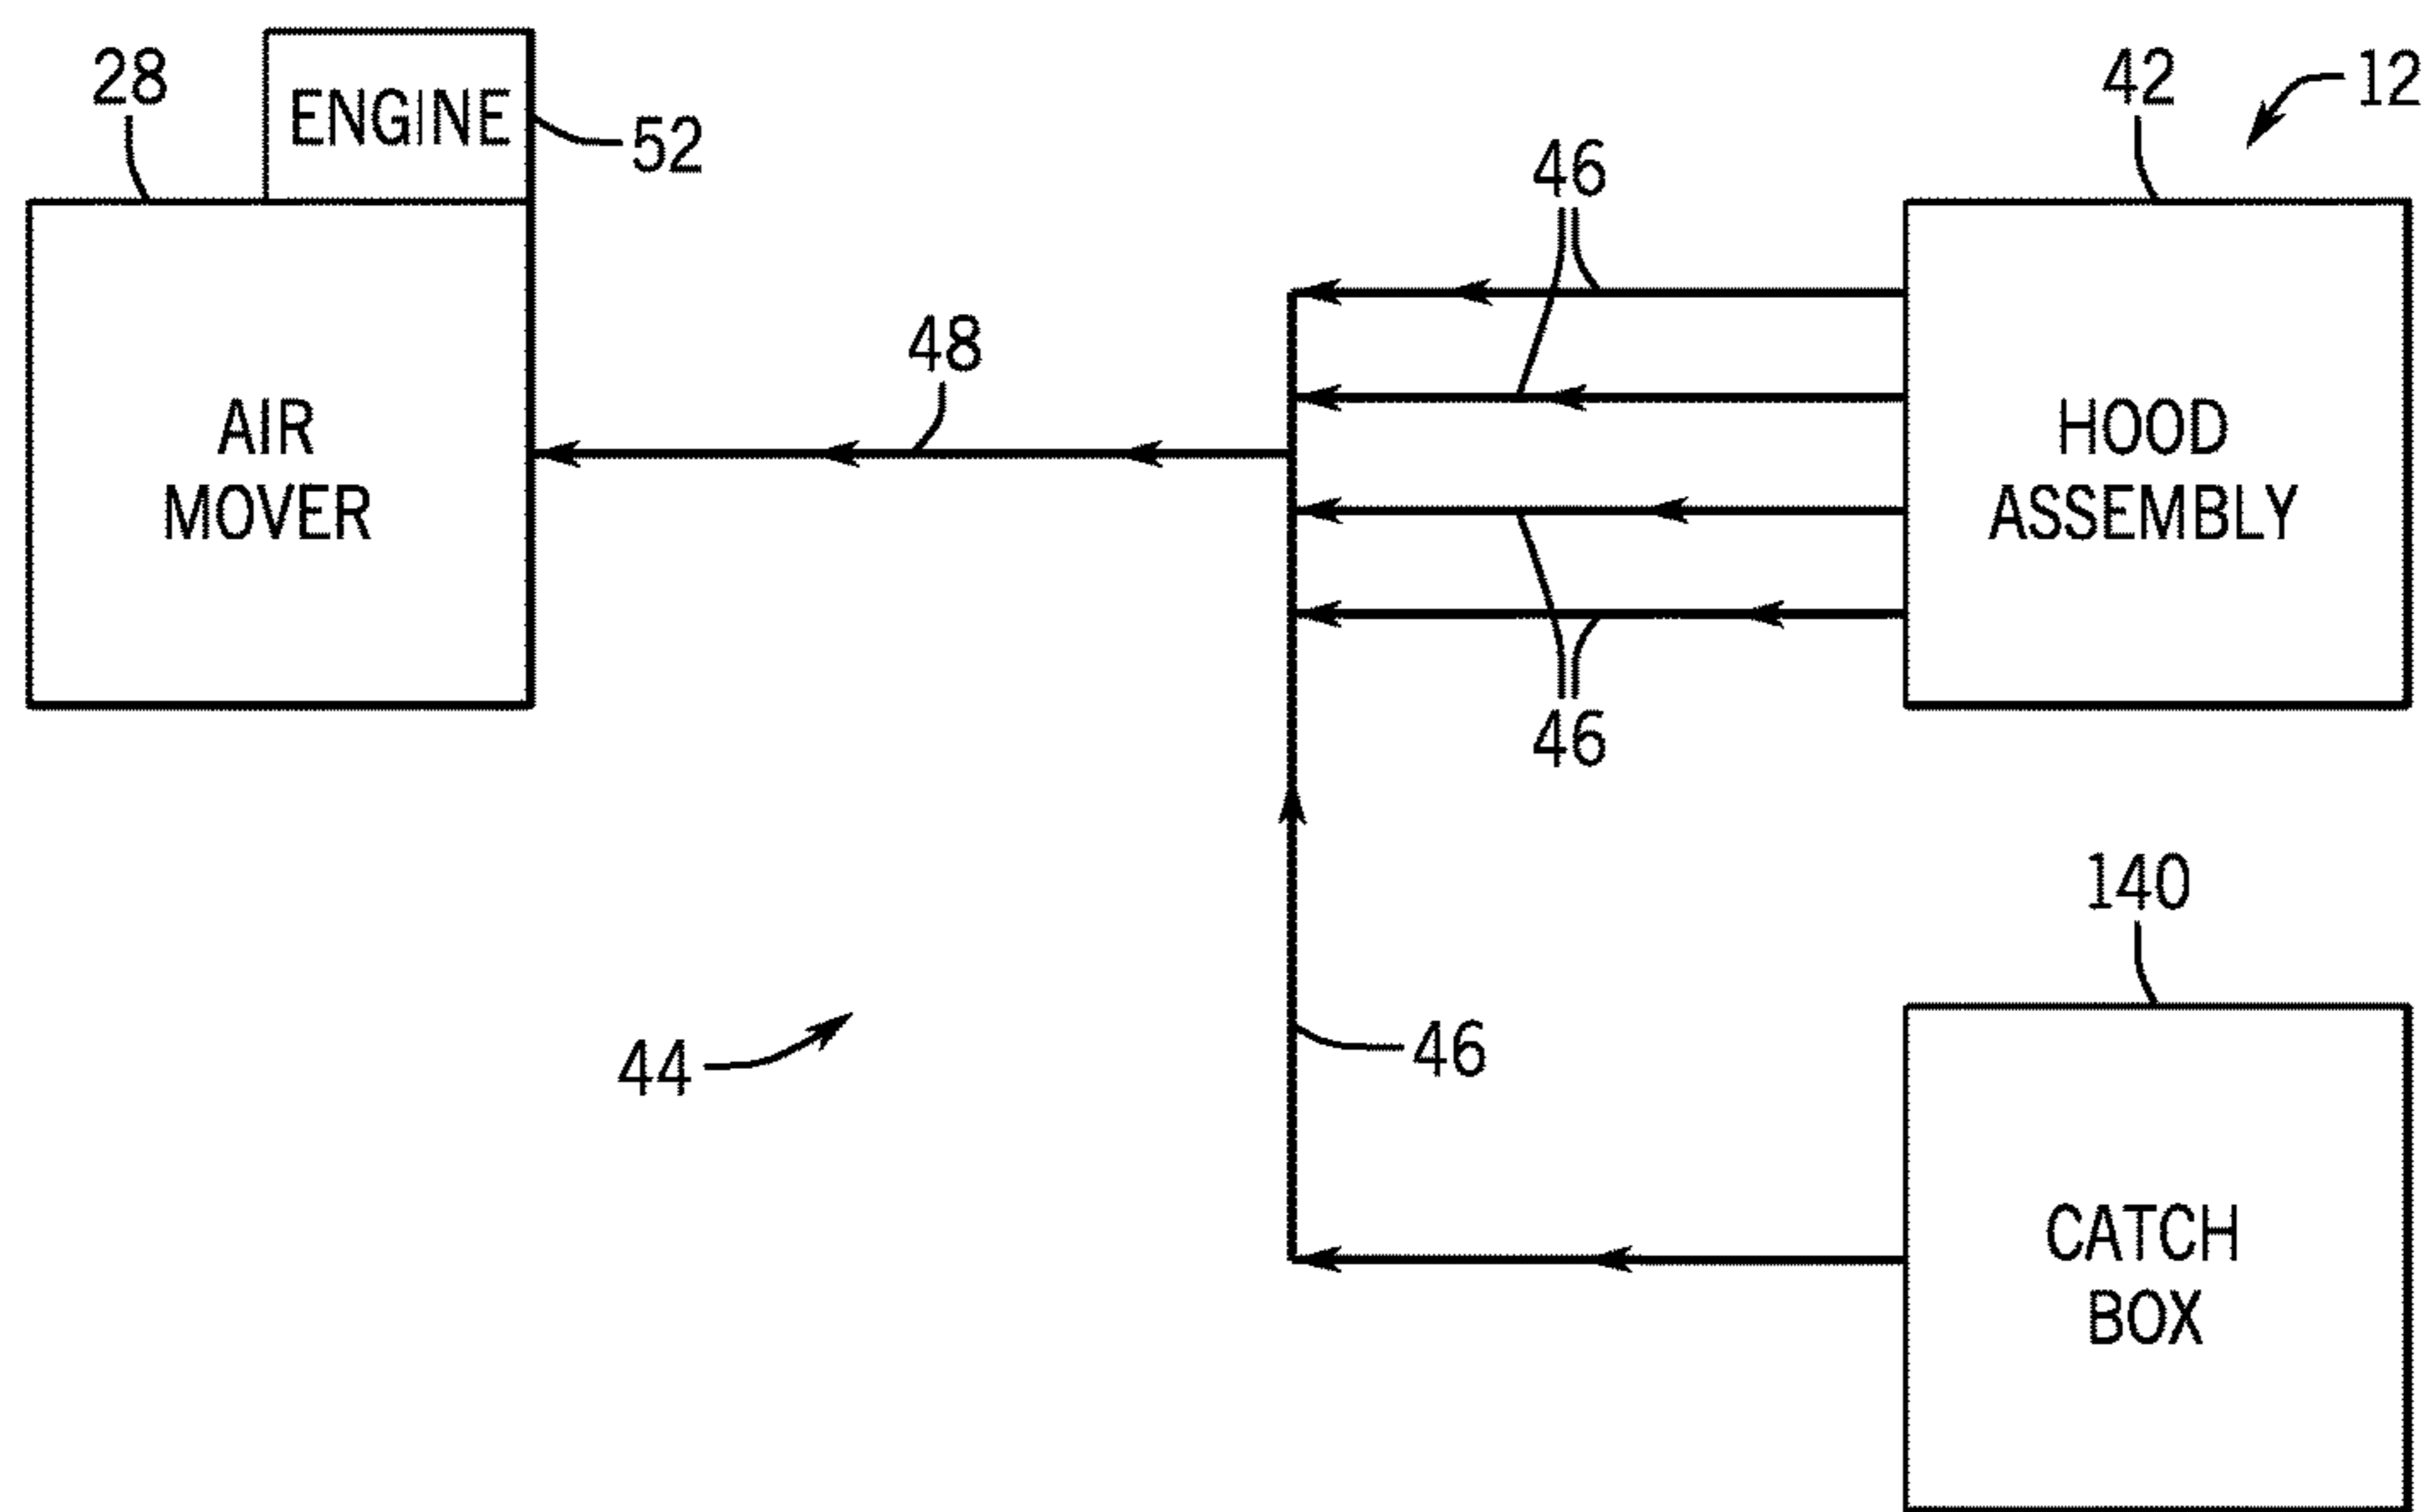 28
ENGINE
52
42
12
46
48
AIR
MOVER
HOOD
ASSEMBLY
46
140
44
46
CATCH
BOX